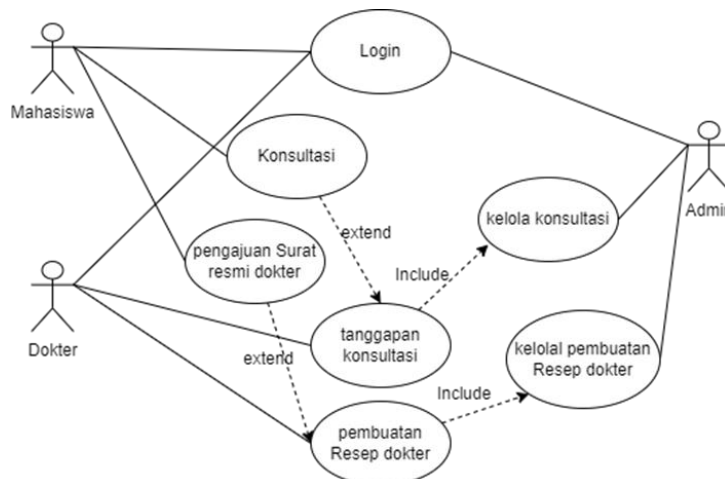 Login
Mahasiswa
Konsultasi
kelola konsultasi
Admin
extend
pengajuan Surat
resmi dokter
Include
Dokter
tanggapan
konsultasi
kelolal pembuatan
Resep dokter
extend
Include
pembuatan
Resep dokter